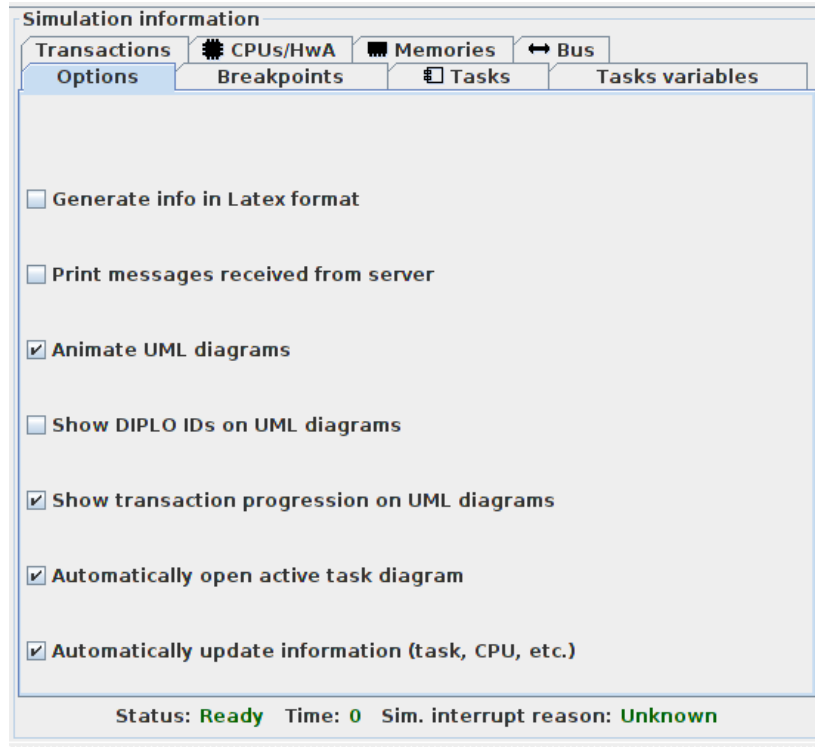 Simulation information
Transactions CPUs/HwA Memories Bus
Options Breakpoints Tasks Tasks variables
Generate info in Latex format
Print messages received from server
Animate UML diagrams
Show DIPLO IDs on UML diagrams
Show transaction progression on UML diagrams
Automatically open active task diagram
Automatically update information (task, CPU, etc.)
Status: Ready Time: 0 Sim. interrupt reason: Unknown